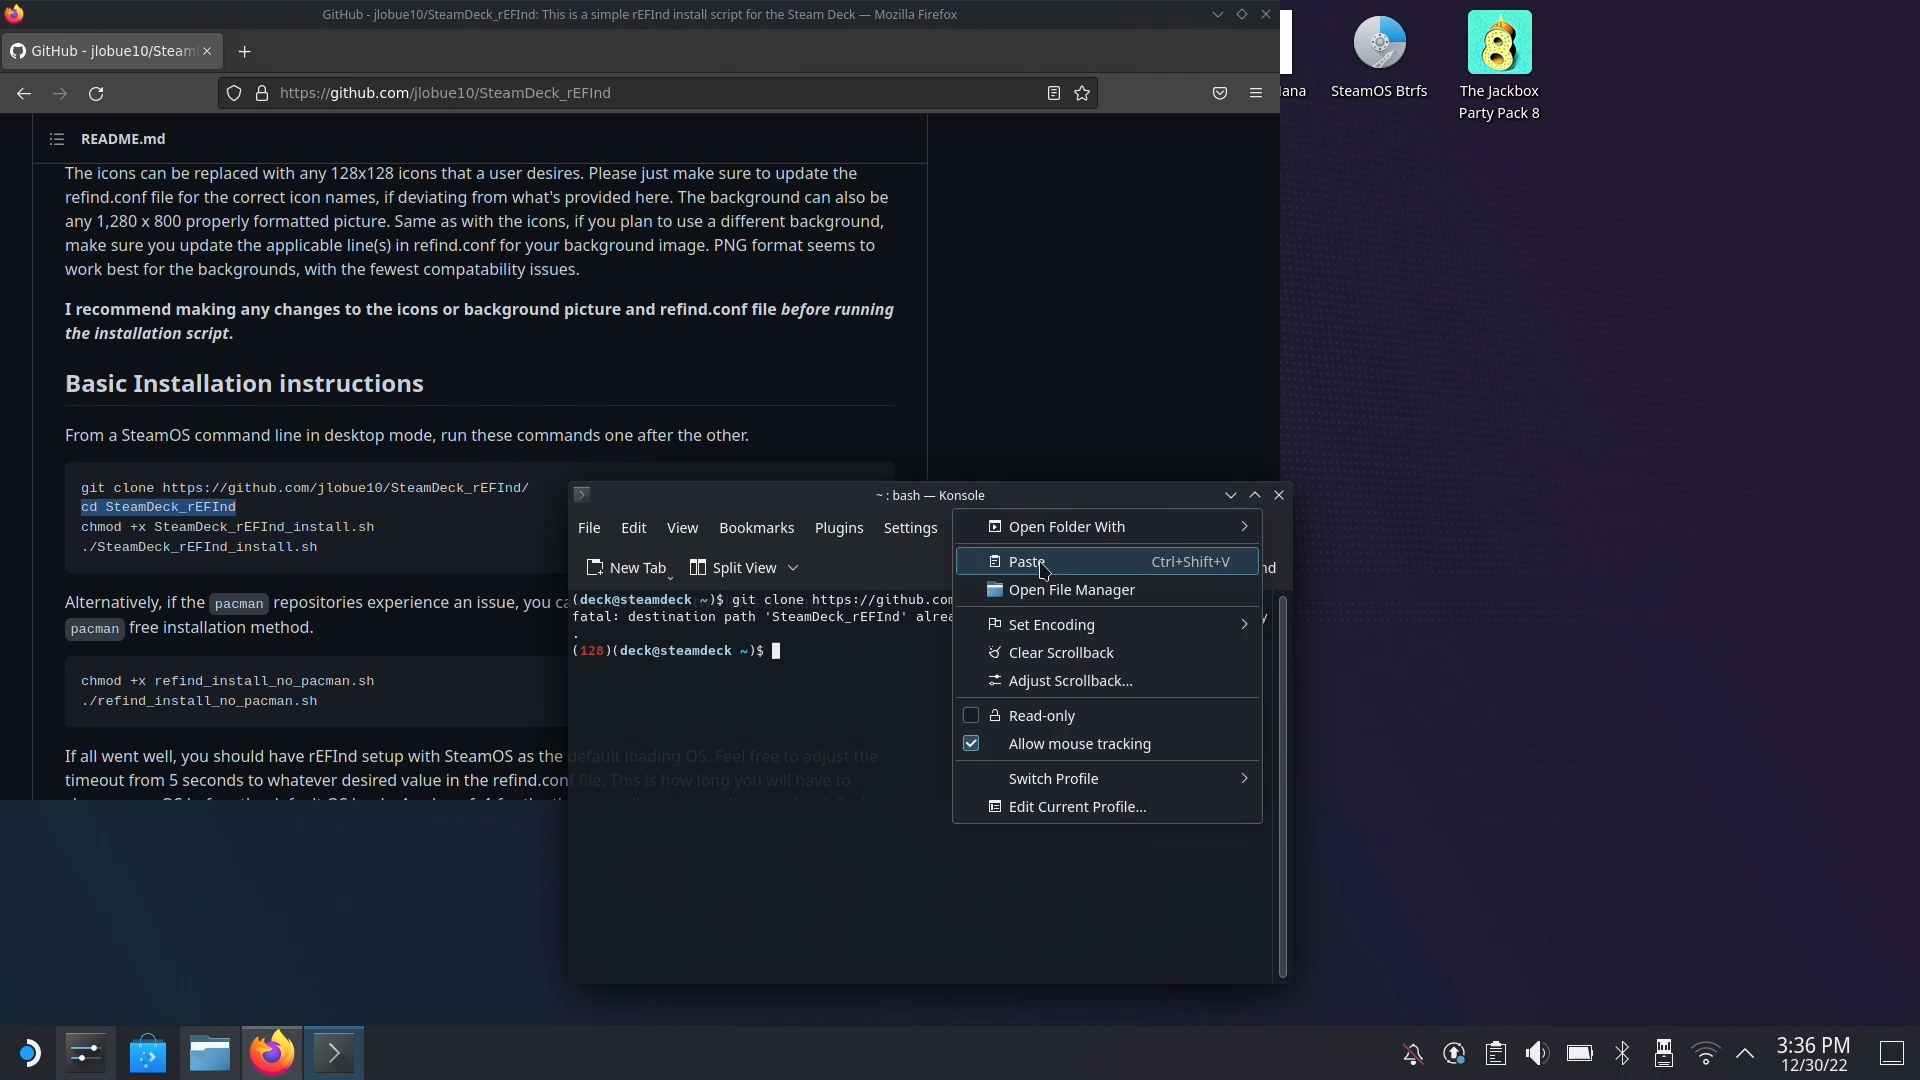 GitHub - jlobue10/SteamDeck_rEFInd: This is a simple rEFInd install script for the Steam Deck — Mozilla Firefox
GitHub - jlobue10/Steam
https://github.com/jlobue10/SteamDeck_rEFInd
README.md
The icons can be replaced with any 128x128 icons that a user desires. Please just make sure to update the
refind.conf file for the correct icon names, if deviating from what's provided here. The background can also be
any 1,280 x 800 properly formatted picture. Same as with the icons, if you plan to use a different background,
make sure you update the applicable line(s) in refind.conf for your background image. PNG format seems to
work best for the backgrounds, with the fewest compatability issues.
I recommend making any changes to the icons or background picture and refind.conf file before running
the installation script.
Basic Installation instructions
From a SteamOS command line in desktop mode, run these commands one after the other.
git clone https://github.com/jlobue10/SteamDeck_rEFInd/
cd SteamDeck_rEFInd
chmod +x SteamDeck_rEFInd_install.sh
./SteamDeck_rEFInd_install.sh
Alternatively, if the pacman repositories experience an issue, you ca
pacman free installation method.
chmod +x refind_install_no_pacman.sh
./refind_install_no_pacman.sh
If all went well, you should have rEFInd setup with SteamOS as the default loading OS. Feel free to adjust the
timeout from 5 seconds to whatever desired value in the refind.conf file. This is how long you will have to
~ : bash — Konsole
File Edit View Bookmarks Plugins Settings
New Tab Split View nd
(deck@steamdeck ~)$ git clone https://github.com
fatal: destination path 'SteamDeck_rEFInd' alrea y
.
(128)(deck@steamdeck ~)$
Open Folder With
Paste Ctrl+Shift+V
Open File Manager
Set Encoding
Clear Scrollback
Adjust Scrollback...
Read-only
Allow mouse tracking
Switch Profile
Edit Current Profile...
ana
SteamOS Btrfs
The Jackbox
Party Pack 8
3:36 PM
12/30/22